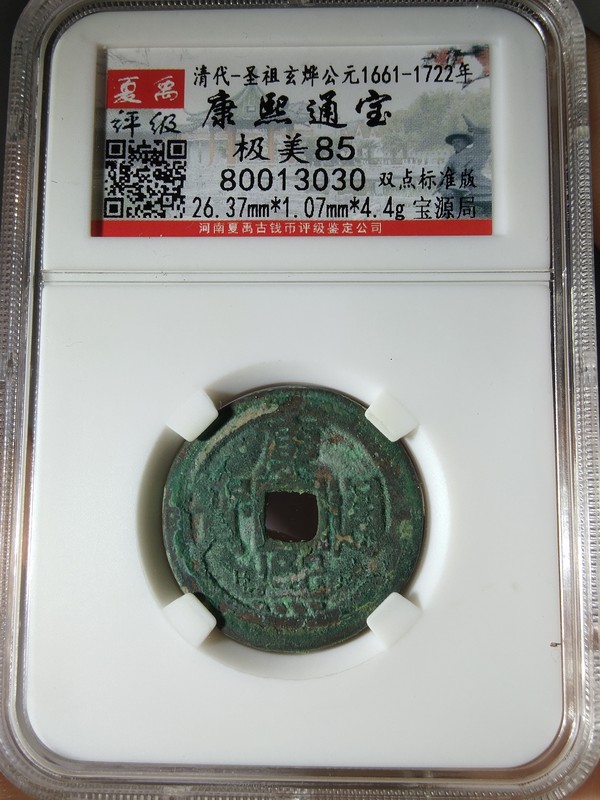 清代-圣祖玄烨公元1661-1722年
夏禹
评级
康熙通宝
极美85
80013030 双点标准版
26.37mm*1.07mm*4.4g 宝源局
河南夏禹古钱币评级鉴定公司